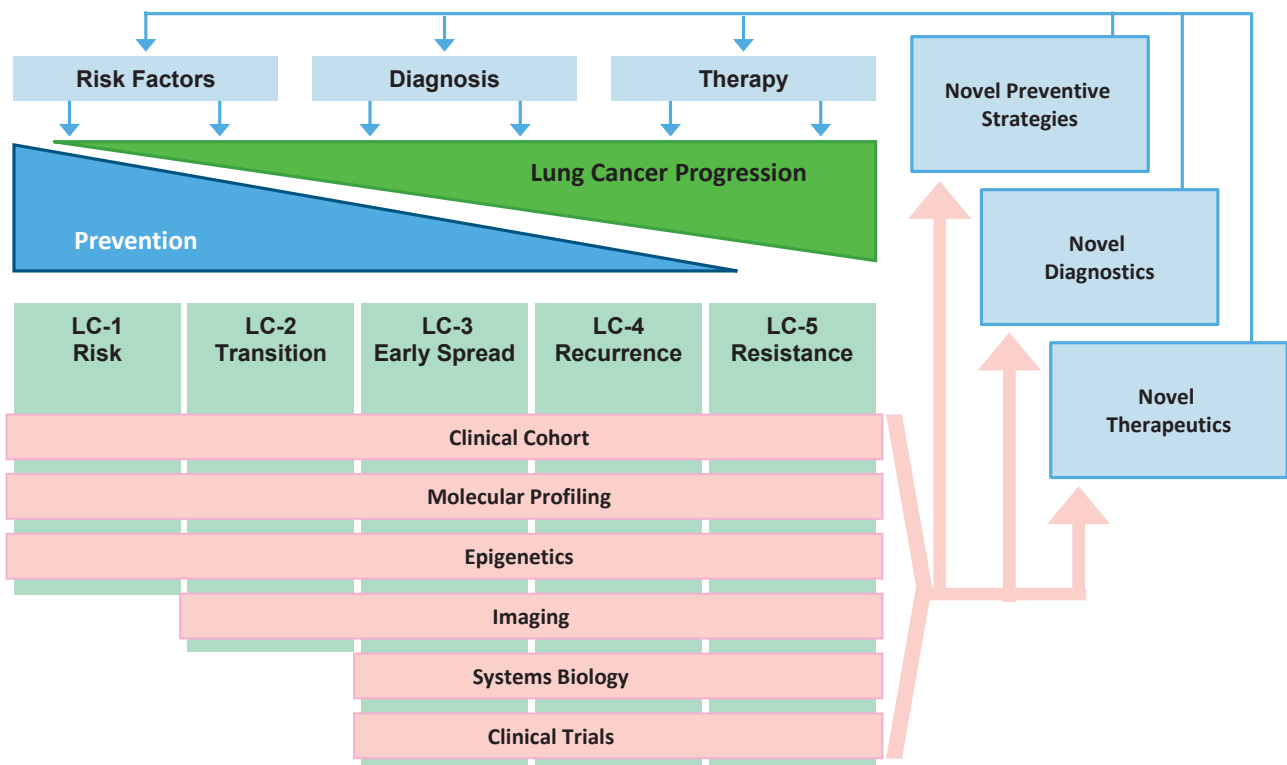 Risk Factors
Diagnosis
Therapy
Novel Preventive
Strategies
Lung Cancer Progression
Prevention
Novel
Diagnostics
LC-1
Risk
LC-2
Transition
LC-3
Early Spread
LC-4
Recurrence
LC-5
Resistance
Novel
Therapeutics
Clinical Cohort
Molecular Profiling
Epigenetics
Imaging
Systems Biology
Clinical Trials